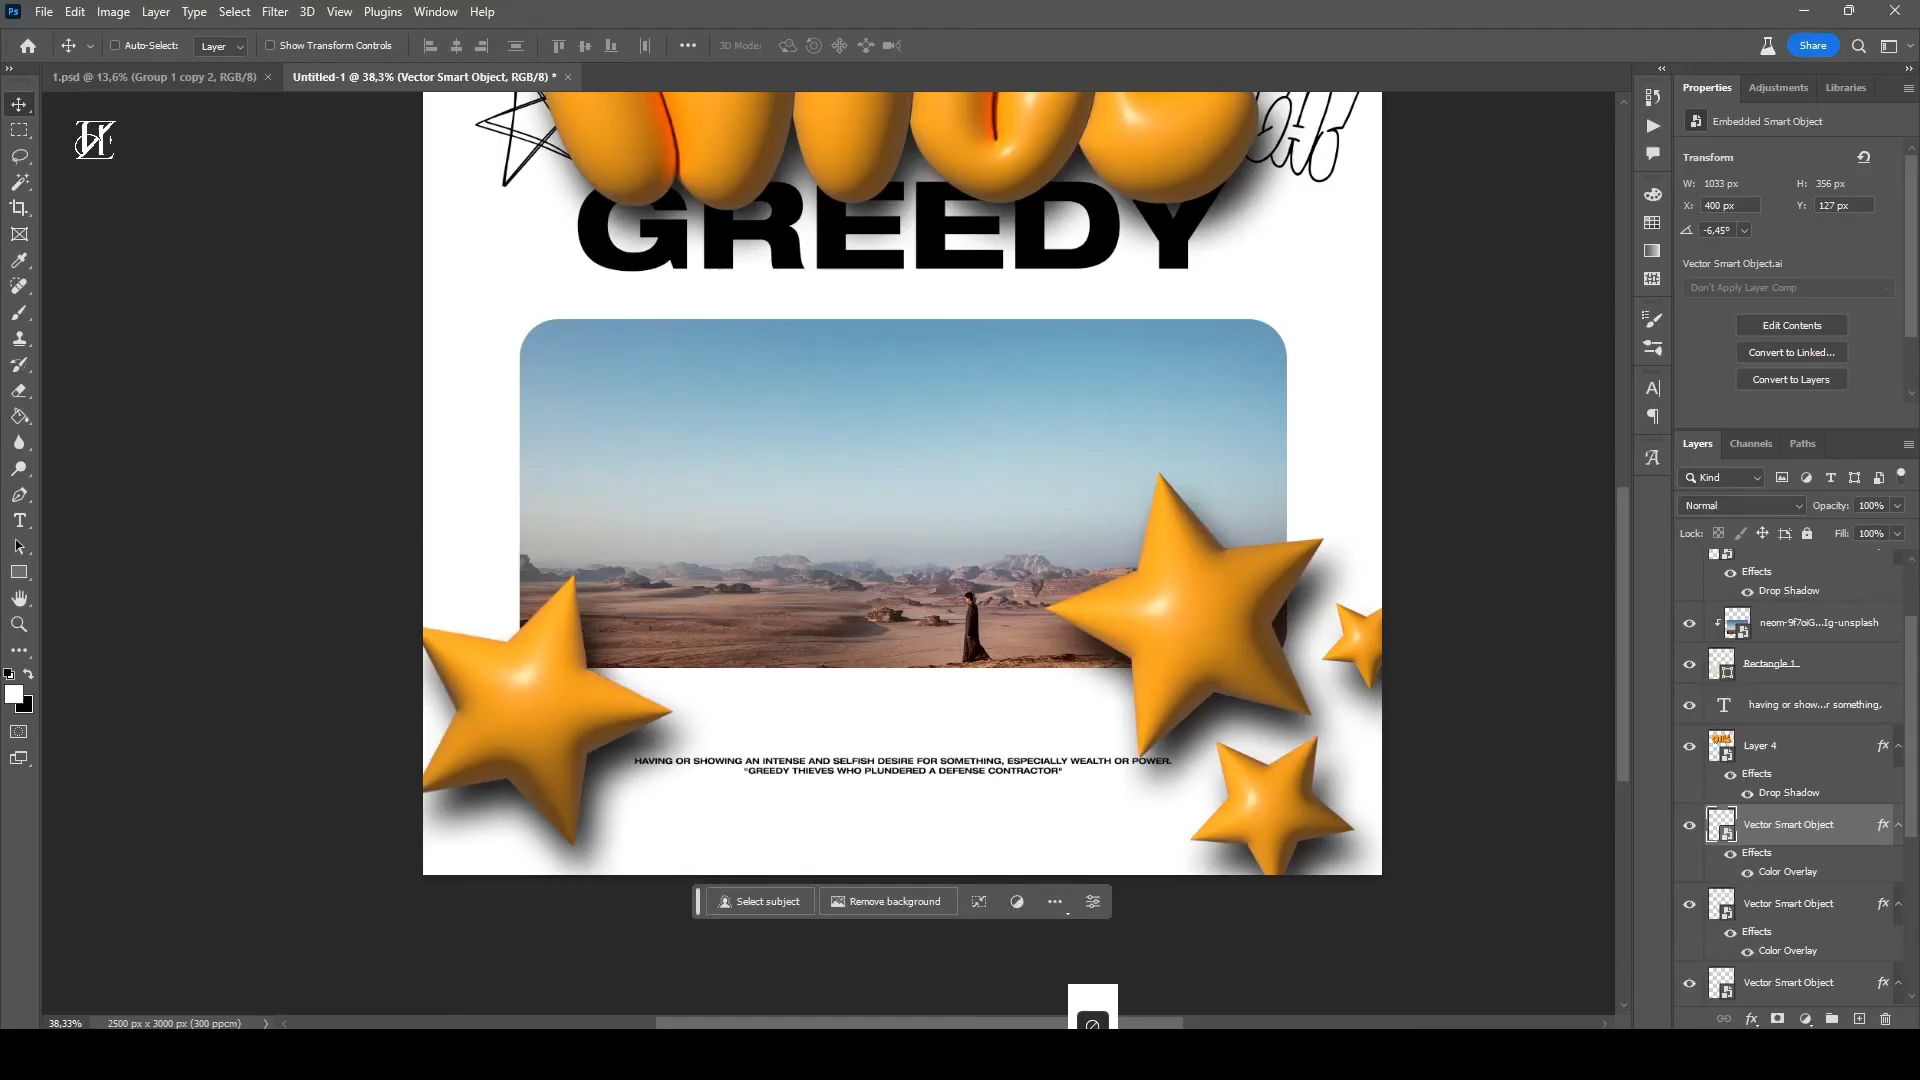 Ps File Edit Image Layer Type Select Filter 3D View Plugins Window Help
Auto-Select: Layer Show Transform Controls 3D Mode: Share
1.psd @ 13,6% (Group 1 copy 2, RGB/8) × Untitled-1 @ 38,3% (Vector Smart Object, RGB/8) * ×
Properties Adjustments Libraries
Embedded Smart Object
Transform
W: 1033 px H: 356 px
X: 400 px Y: 127 px
-6,45°
Vector Smart Object.ai
Don't Apply Layer Comp
Edit Contents
Convert to Linked...
Convert to Layers
GREEDY
HAVING OR SHOWING AN INTENSE AND SELFISH DESIRE FOR SOMETHING, ESPECIALLY WEALTH OR POWER.
"GREEDY THIEVES WHO PLUNDERED A DEFENSE CONTRACTOR"
Layers Channels Paths
Kind
Normal Opacity: 100%
Lock: Fill: 100%
Effects
Drop Shadow
neom-9f7oiG...Ig-unsplash
Rectangle 1
having or show...r something,
Layer 4 fx
Effects
Drop Shadow
Vector Smart Object fx
Effects
Color Overlay
Vector Smart Object fx
Effects
Color Overlay
Vector Smart Object fx
Select subject Remove background
38,33% 2500 px x 3000 px (300 ppcm)